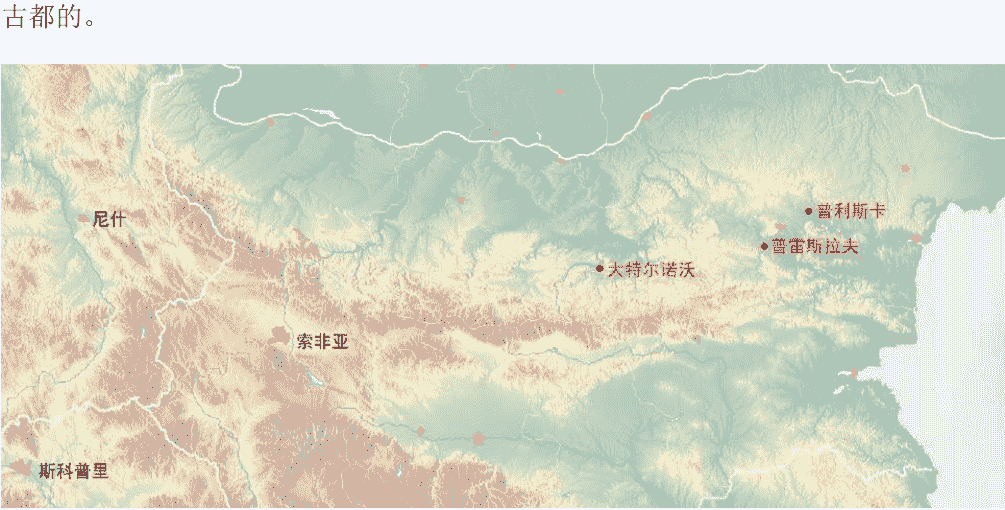 古都的。
普利斯卡
尼什
普雷斯拉夫
大特尔诺沃
索非亚
斯科普里